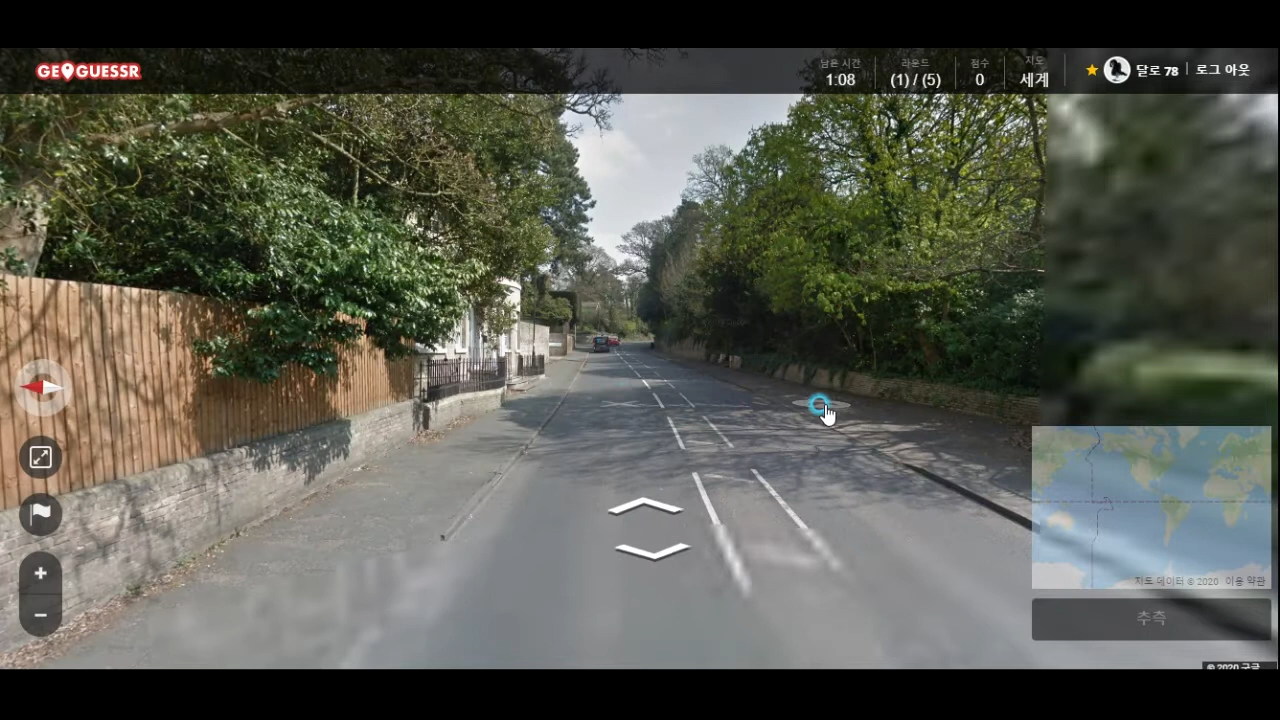 GEOGUESSR
남은 시간
1:08
라운드
(1) / (5)
점수
0
지도
세계
달로 78
로그 아웃
지도 데이터 © 2020 이용 약관
추측
© 2020 구글